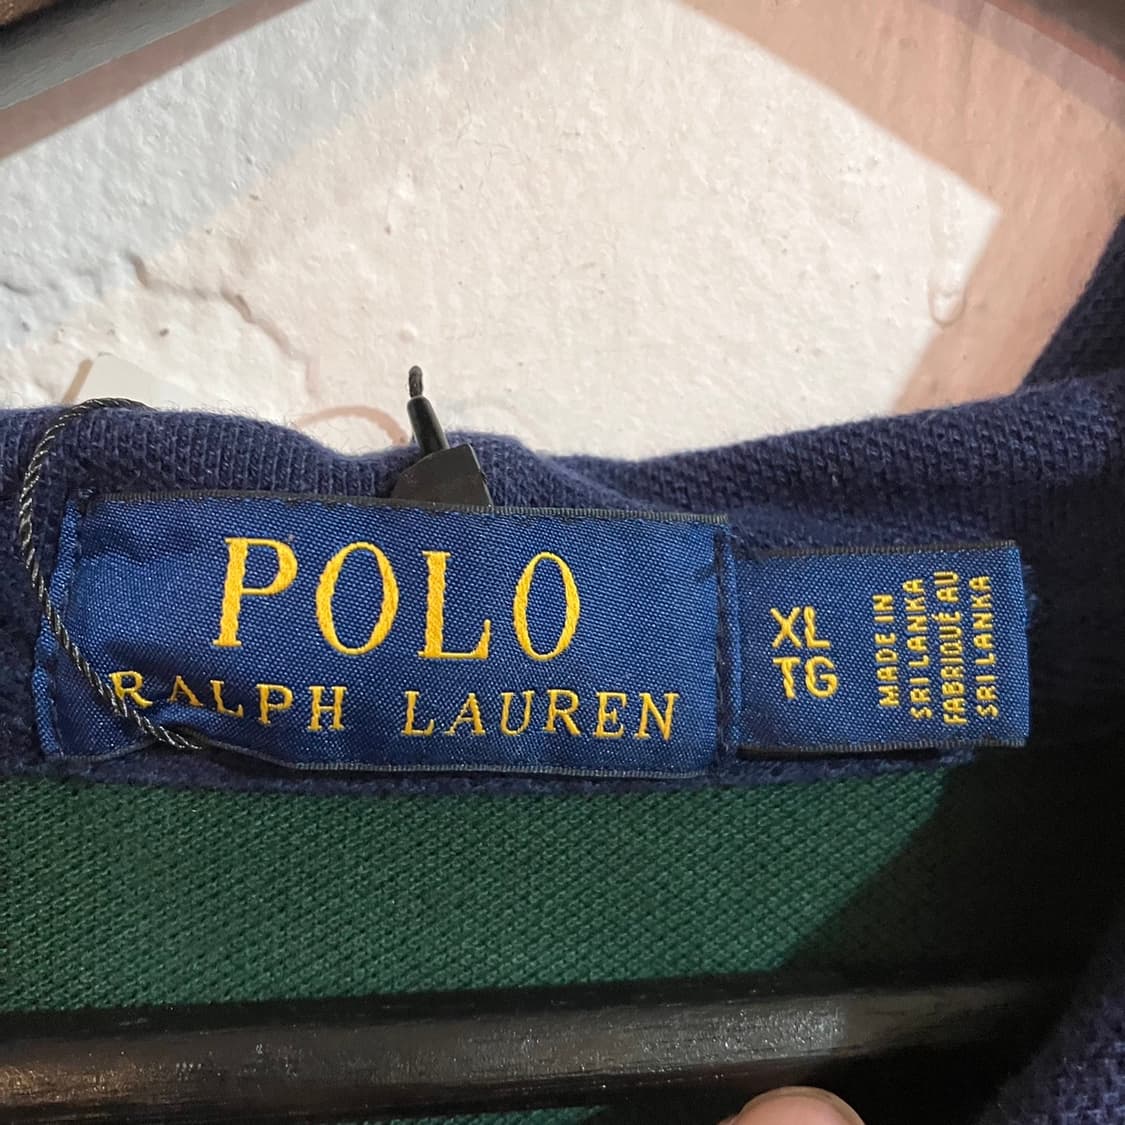 POLO
RALPH LAUREN
XL
TG
MADE IN
SRI LANKA
FABRIQUÉ AU
SRI LANKA